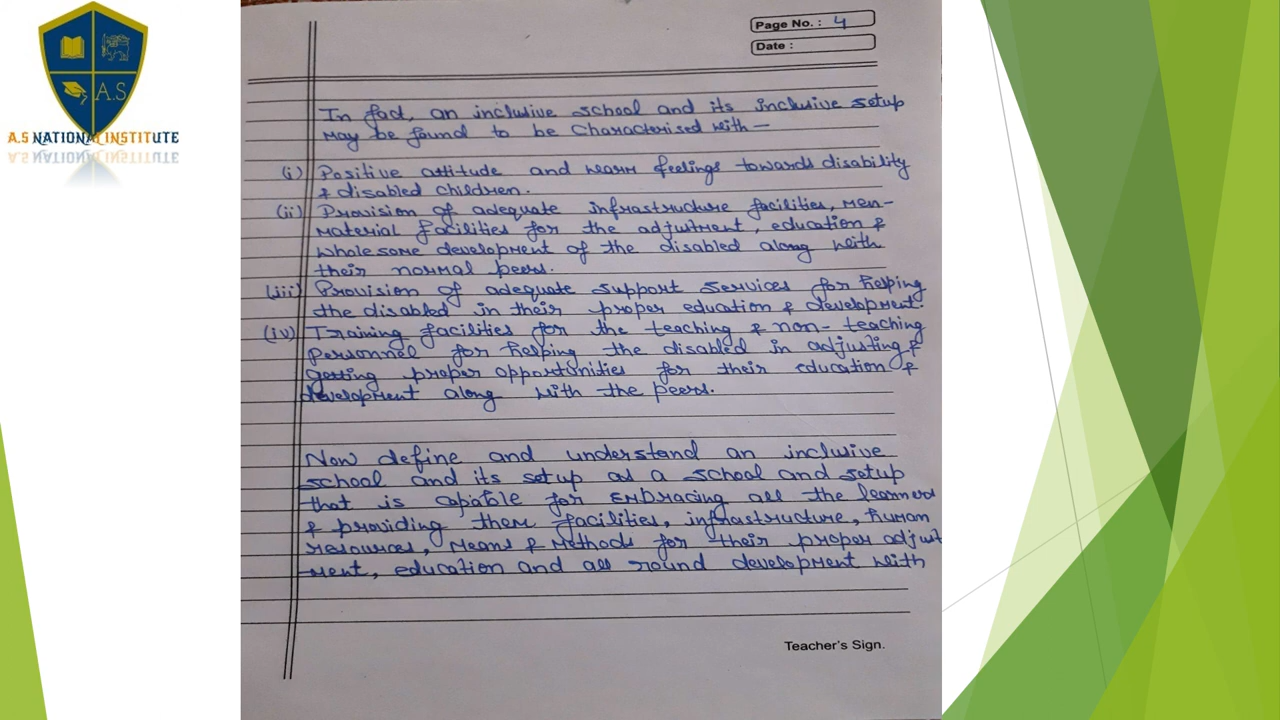 A.S
A.S NATIONAL INSTITUTE
Page No. : 4
Date :
In fact, an inclusive school and its inclusive setup
may be found to be characterised with —
(i) Positive attitude and warm feelings towards disability
& disabled children.
(ii) Provision of adequate infrastructure facilities, men-
material facilities for the adjustment, education &
wholesome development of the disabled along with
their normal peers.
(iii) Provision of adequate support services for helping
the disabled in their proper education & development.
(iv) Training facilities for the teaching & non-teaching
personnel for helping the disabled in adjusting &
getting proper opportunities for their education &
development along with the peers.
Now define and understand an inclusive
school and its setup as a school and setup
that is capable for embracing all the learners
& providing them facilities, infrastructure, human
resources, means & methods for their proper adjust
-ment, education and all round development with
Teacher's Sign.